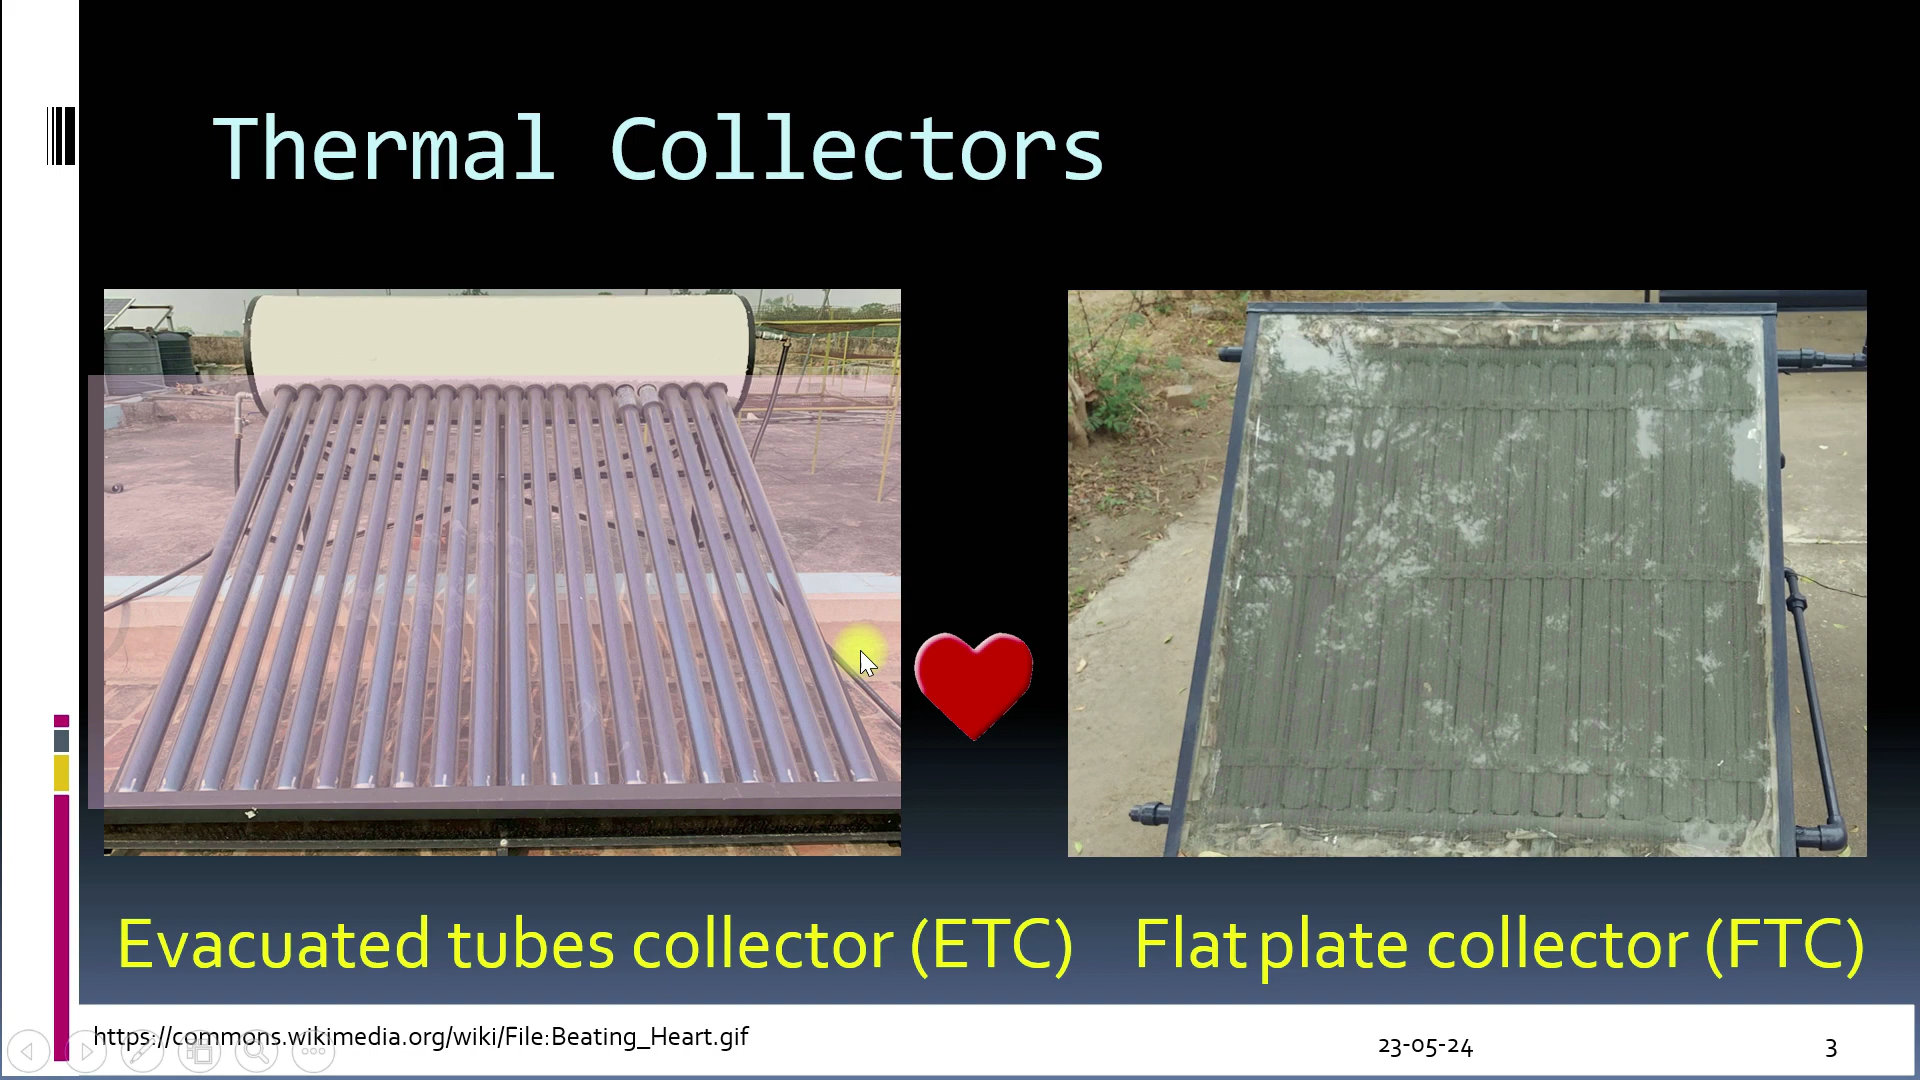 Thermal Collectors
Evacuated tubes collector (ETC)
Flat plate collector (FTC)
https://commons.wikimedia.org/wiki/File:Beating_Heart.gif
23-05-24
3